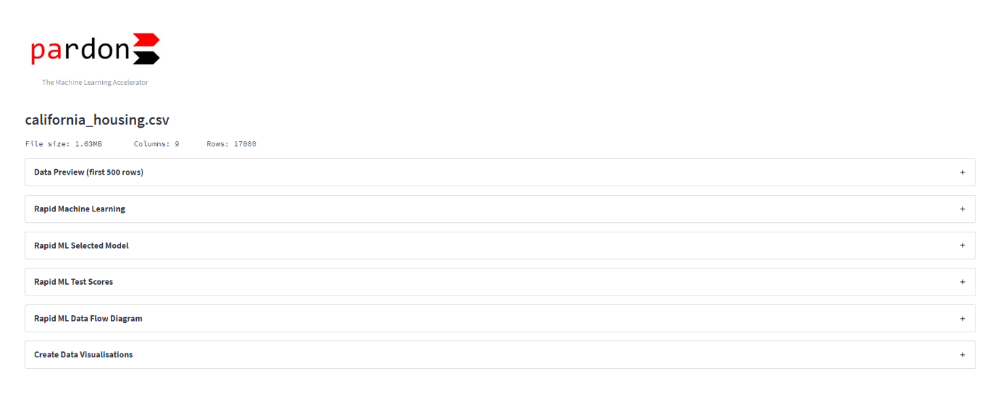 pardon
The Machine Learning Accelerator
california_housing.csv
File size: 1.63MB Columns: 9 Rows: 17000
Data Preview (first 500 rows) +
Rapid Machine Learning +
Rapid ML Selected Model +
Rapid ML Test Scores +
Rapid ML Data Flow Diagram +
Create Data Visualisations +